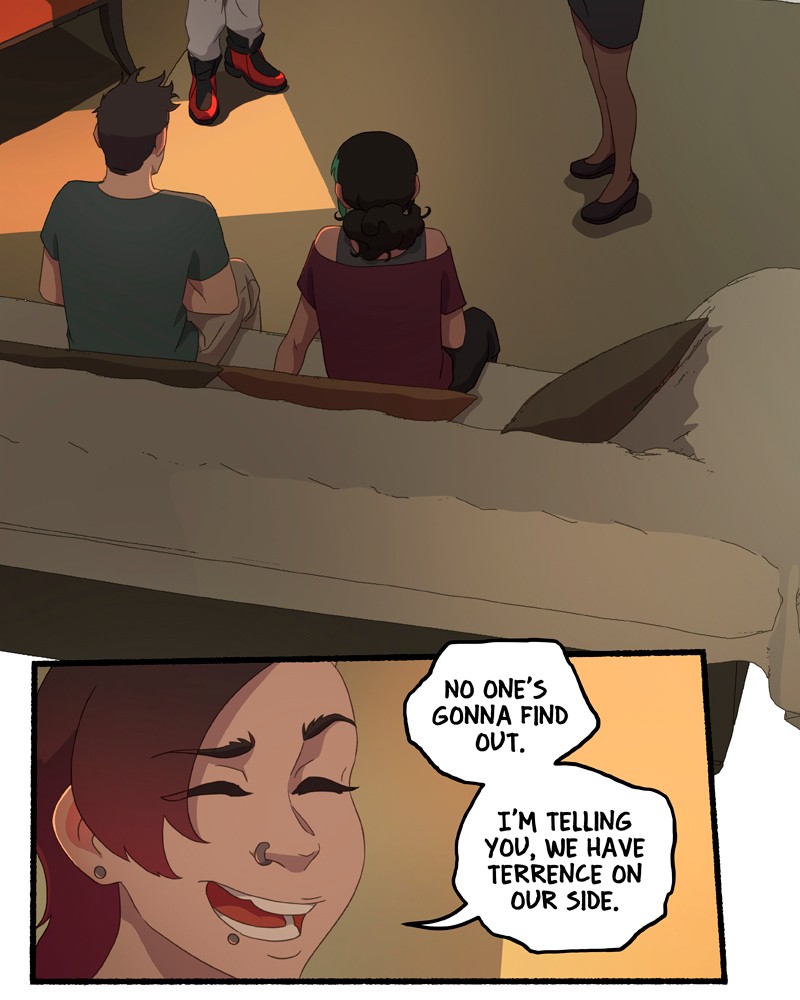 NO ONE'S
GONNA FIND
OUT.
I'M TELLING
YOU, WE HAVE
TERRENCE ON
OUR SIDE.